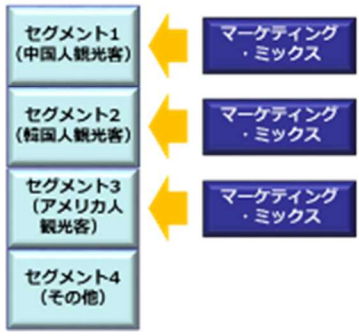 セグメント1
(中国人観光客)
マーケティング
・ミックス
セグメント2
(韓国人観光客)
マーケティング
・ミックス
セグメント3
(アメリカ人
観光客)
マーケティング
・ミックス
セグメント4
(その他)